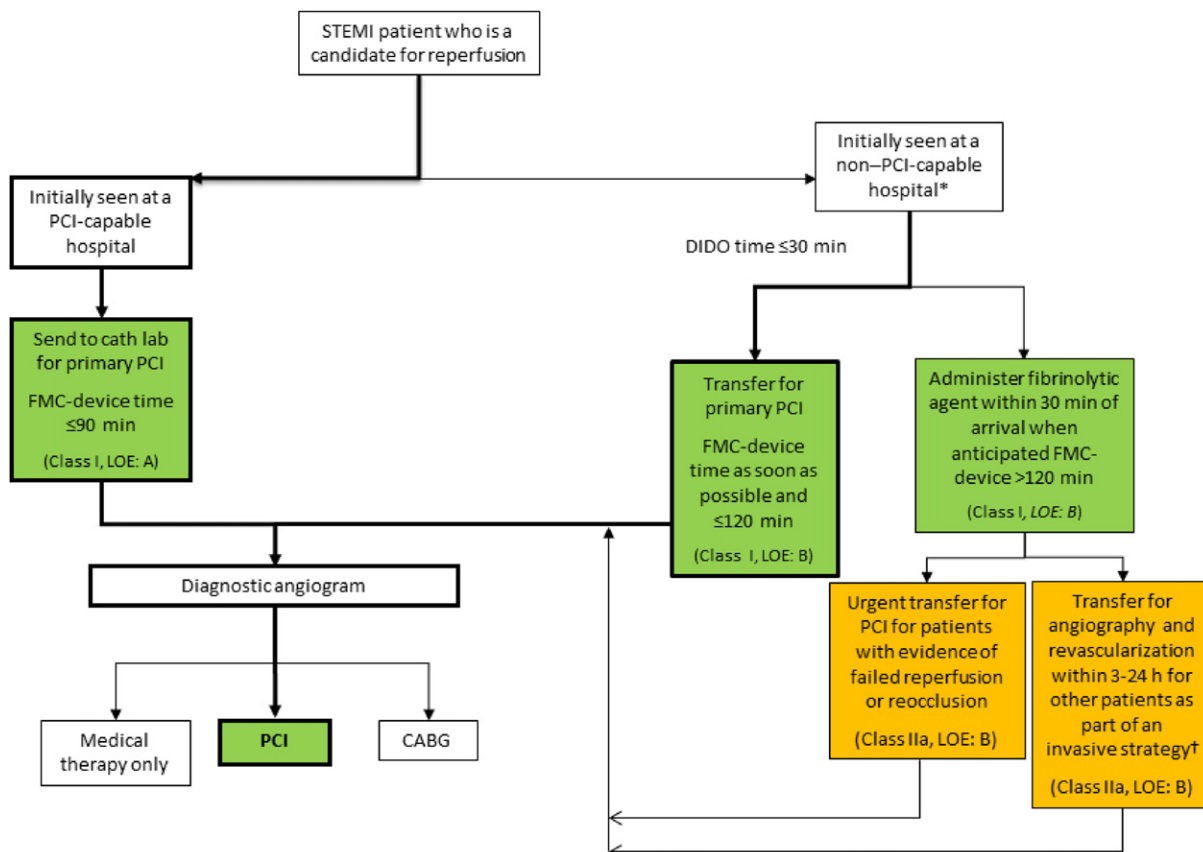 STEMI patient who is a
candidate for reperfusion
Initially seen at a
PCI-capable
hospital
Initially seen at a
non–PCI-capable
hospital*
DIDO time ≤30 min
Send to cath lab
for primary PCI
FMC-device time
≤90 min
(Class I, LOE: A)
Transfer for
primary PCI
FMC-device
time as soon as
possible and
≤120 min
(Class I, LOE: B)
Administer fibrinolytic
agent within 30 min of
arrival when
anticipated FMC-
device >120 min
(Class I, LOE: B)
Diagnostic angiogram
Medical
therapy only
PCI
CABG
Urgent transfer for
PCI for patients
with evidence of
failed reperfusion
or reocclusion
(Class IIa, LOE: B)
Transfer for
angiography and
revascularization
within 3-24 h for
other patients as
part of an
invasive strategy†
(Class IIa, LOE: B)